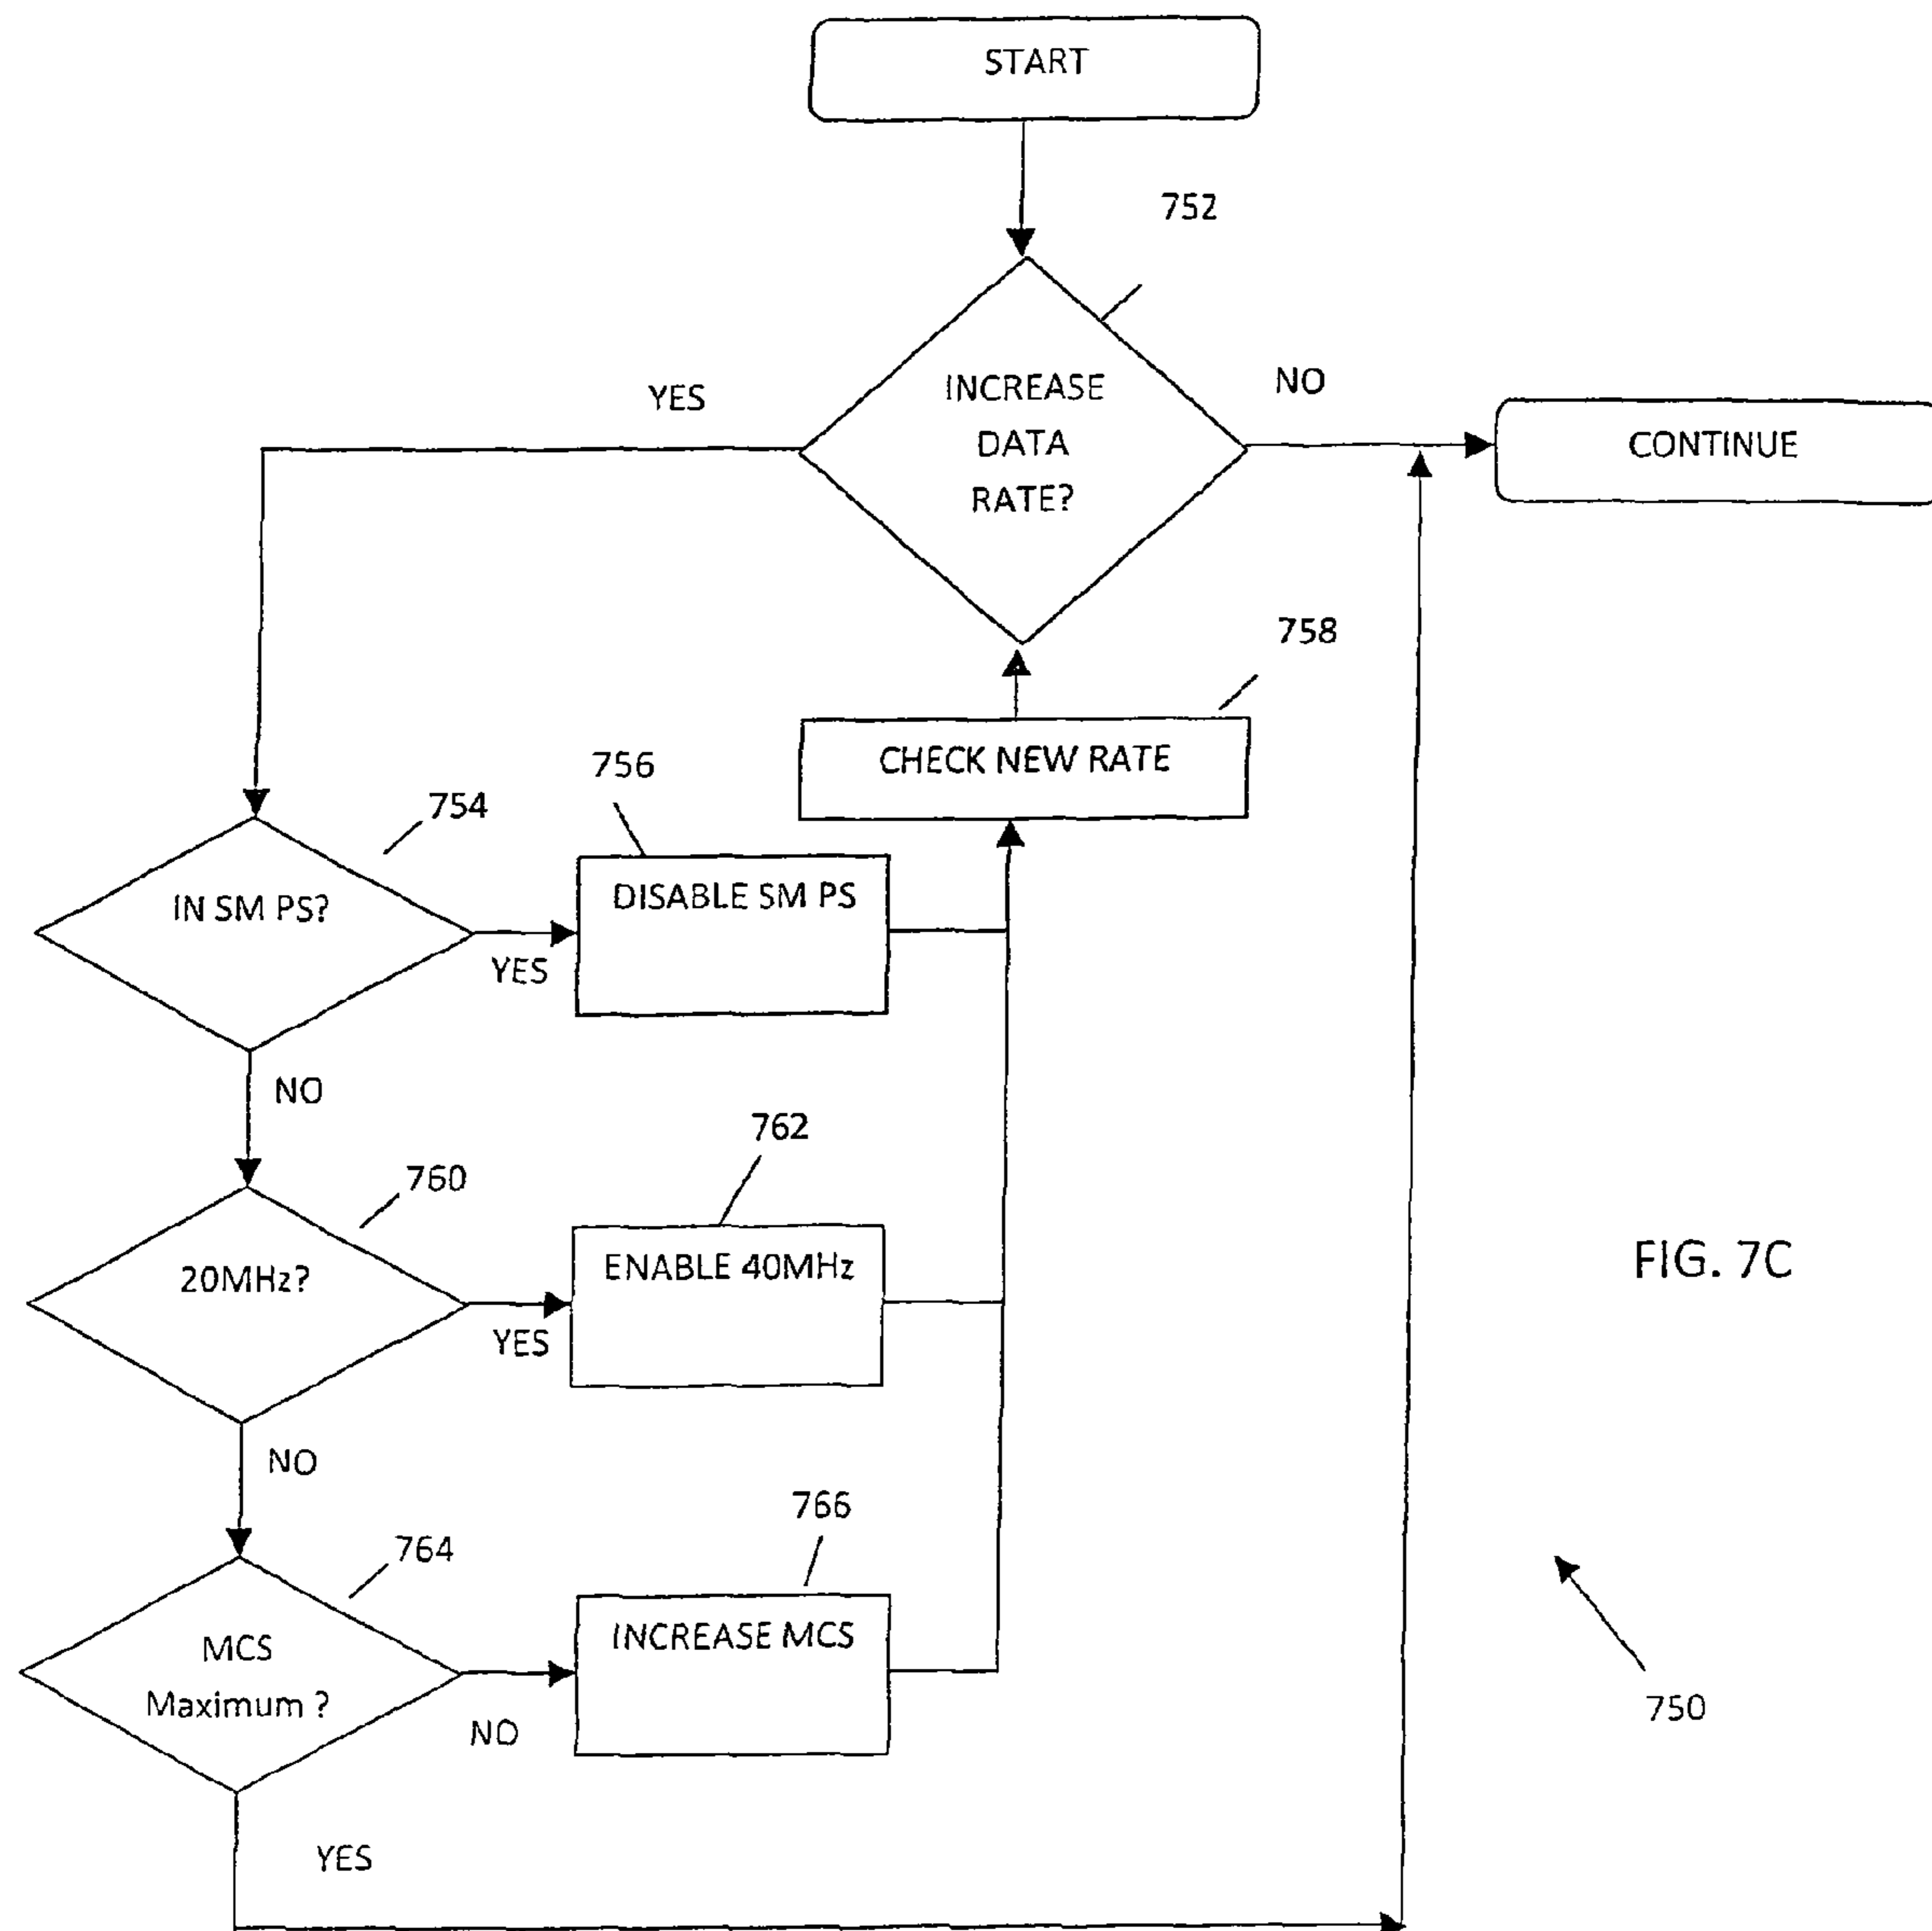 START
752
INCREASE
DATA
RATE?
YES
NO
CONTINUE
758
CHECK NEW RATE
756
754
IN SM PS?
YES
DISABLE SM PS
NO
762
760
20MHz?
YES
ENABLE 40MHz
NO
FIG. 7C
766
764
MCS
Maximum ?
NO
INCREASE MCS
750
YES